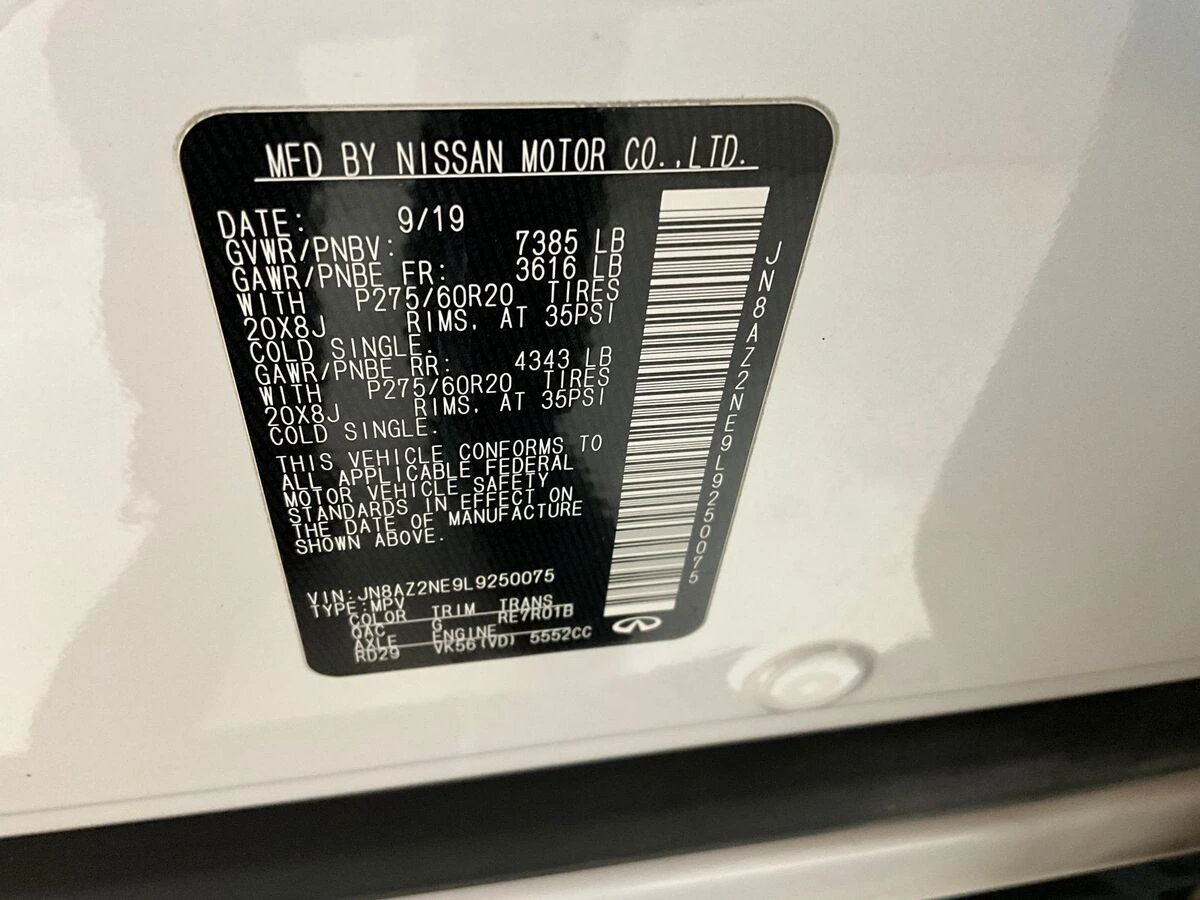 MFD BY NISSAN MOTOR CO.,LTD.
DATE: 9/19
GVWR/PNBV: 7385 LB
GAWR/PNBE FR: 3616 LB
WITH P275/60R20 TIRES
20X8J RIMS. AT 35PSI
COLD SINGLE.
GAWR/PNBE RR: 4343 LB
WITH P275/60R20 TIRES
20X8J RIMS. AT 35PSI
COLD SINGLE.
THIS VEHICLE CONFORMS TO
ALL APPLICABLE FEDERAL
MOTOR VEHICLE SAFETY
STANDARDS IN EFFECT ON
THE DATE OF MANUFACTURE
SHOWN ABOVE.
VIN:JN8AZ2NE9L9250075
TYPE:MPV
COLOR TRIM TRANS
QAC G RE7R01B
AXLE ENGINE
RD29 VK56(VD) 5552CC
JN8AZ2NE9L9250075